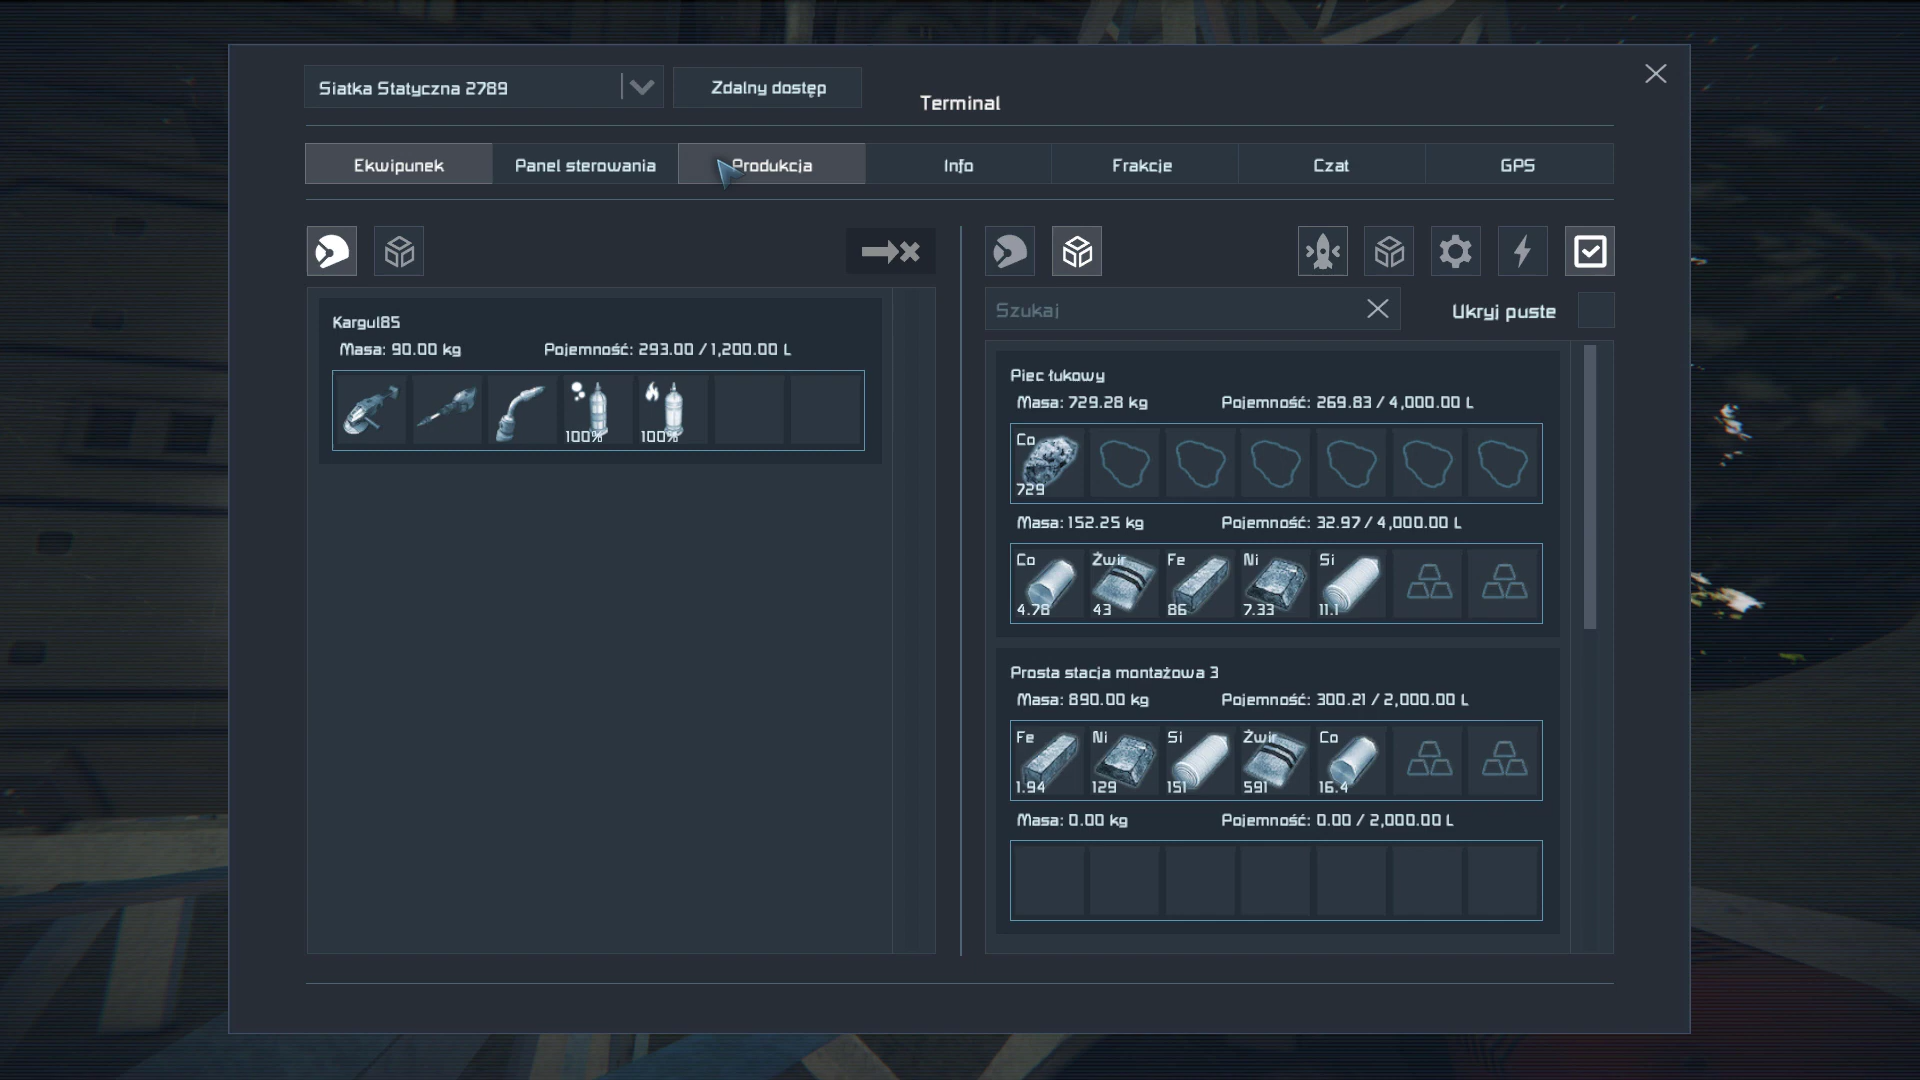 Siatka Statyczna 2789
Zdalny dostęp
Terminal
Ekwipunek
Panel sterowania
Produkcja
Info
Frakcje
Czat
GPS
Kargul85
Masa: 90.00 kg
Pojemność: 293.00 / 1,200.00 L
100%
100%
Szukaj
Ukryj puste
Piec łukowy
Masa: 729.28 kg
Pojemność: 269.83 / 4,000.00 L
Co
729
Masa: 152.25 kg
Pojemność: 32.97 / 4,000.00 L
Co Żwir Fe Ni Si
4.78 43 86 7.33 11.1
Prosta stacja montażowa 3
Masa: 890.00 kg
Pojemność: 300.21 / 2,000.00 L
Fe Ni Si Żwir Co
1.94 129 151 591 16.4
Masa: 0.00 kg
Pojemność: 0.00 / 2,000.00 L